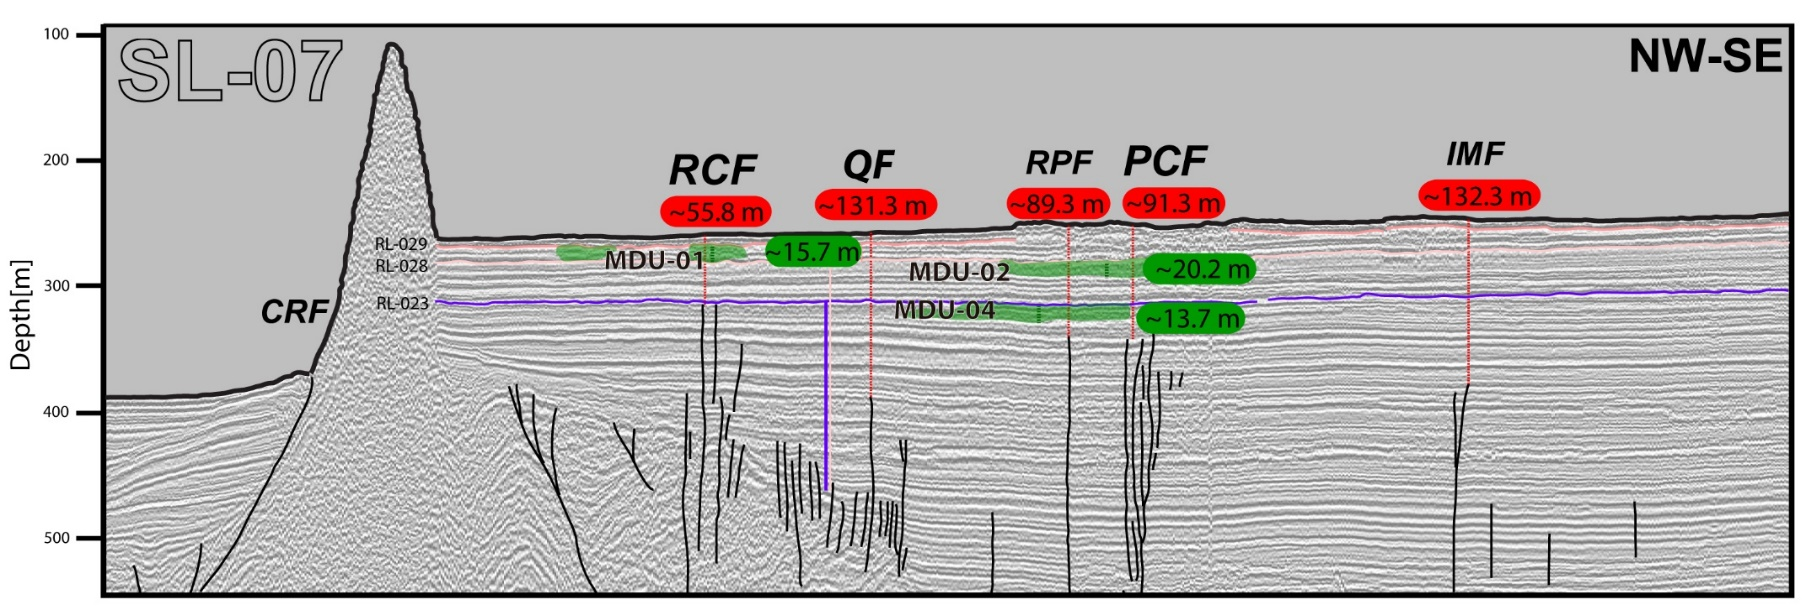 100
SL-07
NW-SE
200
RCF
QF
RPF
PCF
IMF
~55.8 m
~131.3 m
~89.3 m
~91.3 m
~132.3 m
RL-029
~15.7 m
MDU-01
RL-028
MDU-02
~20.2 m
300
Depth[m]
RL-023
CRF
MDU-04
~13.7 m
400
500